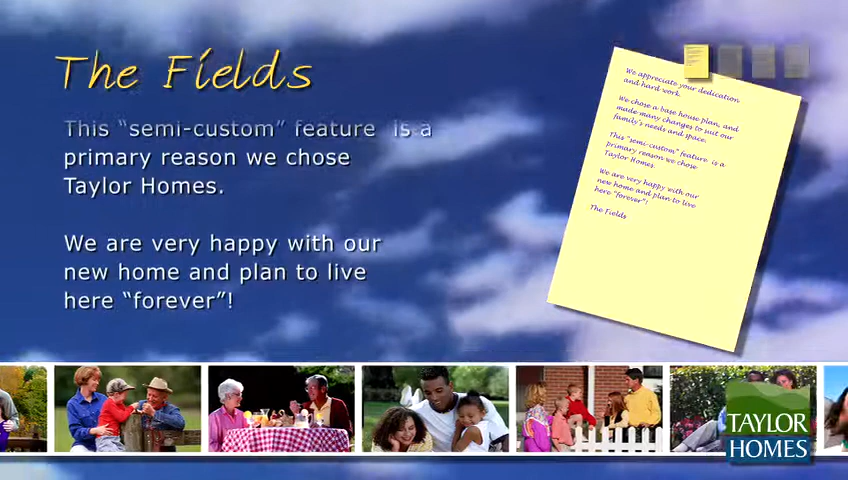 The Fields
This “semi-custom” feature is a
primary reason we chose
Taylor Homes.
We are very happy with our
new home and plan to live
here “forever”!
We appreciate your dedication
and hard work.
We chose a base house plan, and
made many changes to suit our
family's needs and space.
This “semi-custom” feature is a
primary reason we chose
Taylor Homes.
We are very happy with our
new home and plan to live
here “forever”!
The Fields
TAYLOR
HOMES